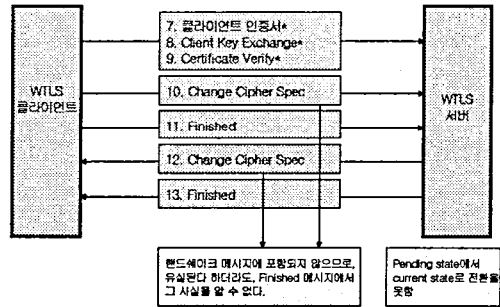 7. 클라이언트 인증서*
8. Client Key Exchange*
9. Certificate Verify*
WTLS
클라이언트
10. Change Cipher Spec
WTLS
서버
11. Finished
12. Change Cipher Spec
13. Finished
핸드쉐이크 메시지에 포함되지 않으므로,
유실된다 하더라도, Finished 메시지에서
그 사실을 알 수 없다.
Pending state에서
current state로 전환을
못함